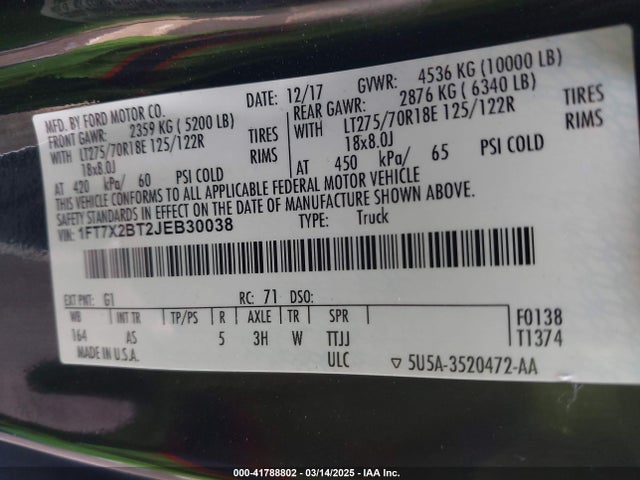 MFD. BY FORD MOTOR CO.
DATE: 12/17
GVWR: 4536 KG (10000 LB)
FRONT GAWR: 2359 KG (5200 LB)
REAR GAWR: 2876 KG (6340 LB)
WITH LT275/70R18E 125/122R TIRES
WITH LT275/70R18E 125/122R TIRES
18x8.0J RIMS
18x8.0J RIMS
AT 420 kPa/ 60 PSI COLD
AT 450 kPa/ 65 PSI COLD
THIS VEHICLE CONFORMS TO ALL APPLICABLE FEDERAL MOTOR VEHICLE
SAFETY STANDARDS IN EFFECT ON THE DATE OF MANUFACTURE SHOWN ABOVE.
VIN: 1FT7X2BT2JEB30038
TYPE: Truck
EXT PNT: G1 RC: 71 DSO:
WB INT TR TP/PS R AXLE TR SPR
F0138
164 AS 5 3H W TTJJ
T1374
MADE IN U.S.A.
ULC
5U5A-3520472-AA
000-41788802 - 03/14/2025 - IAA Inc.